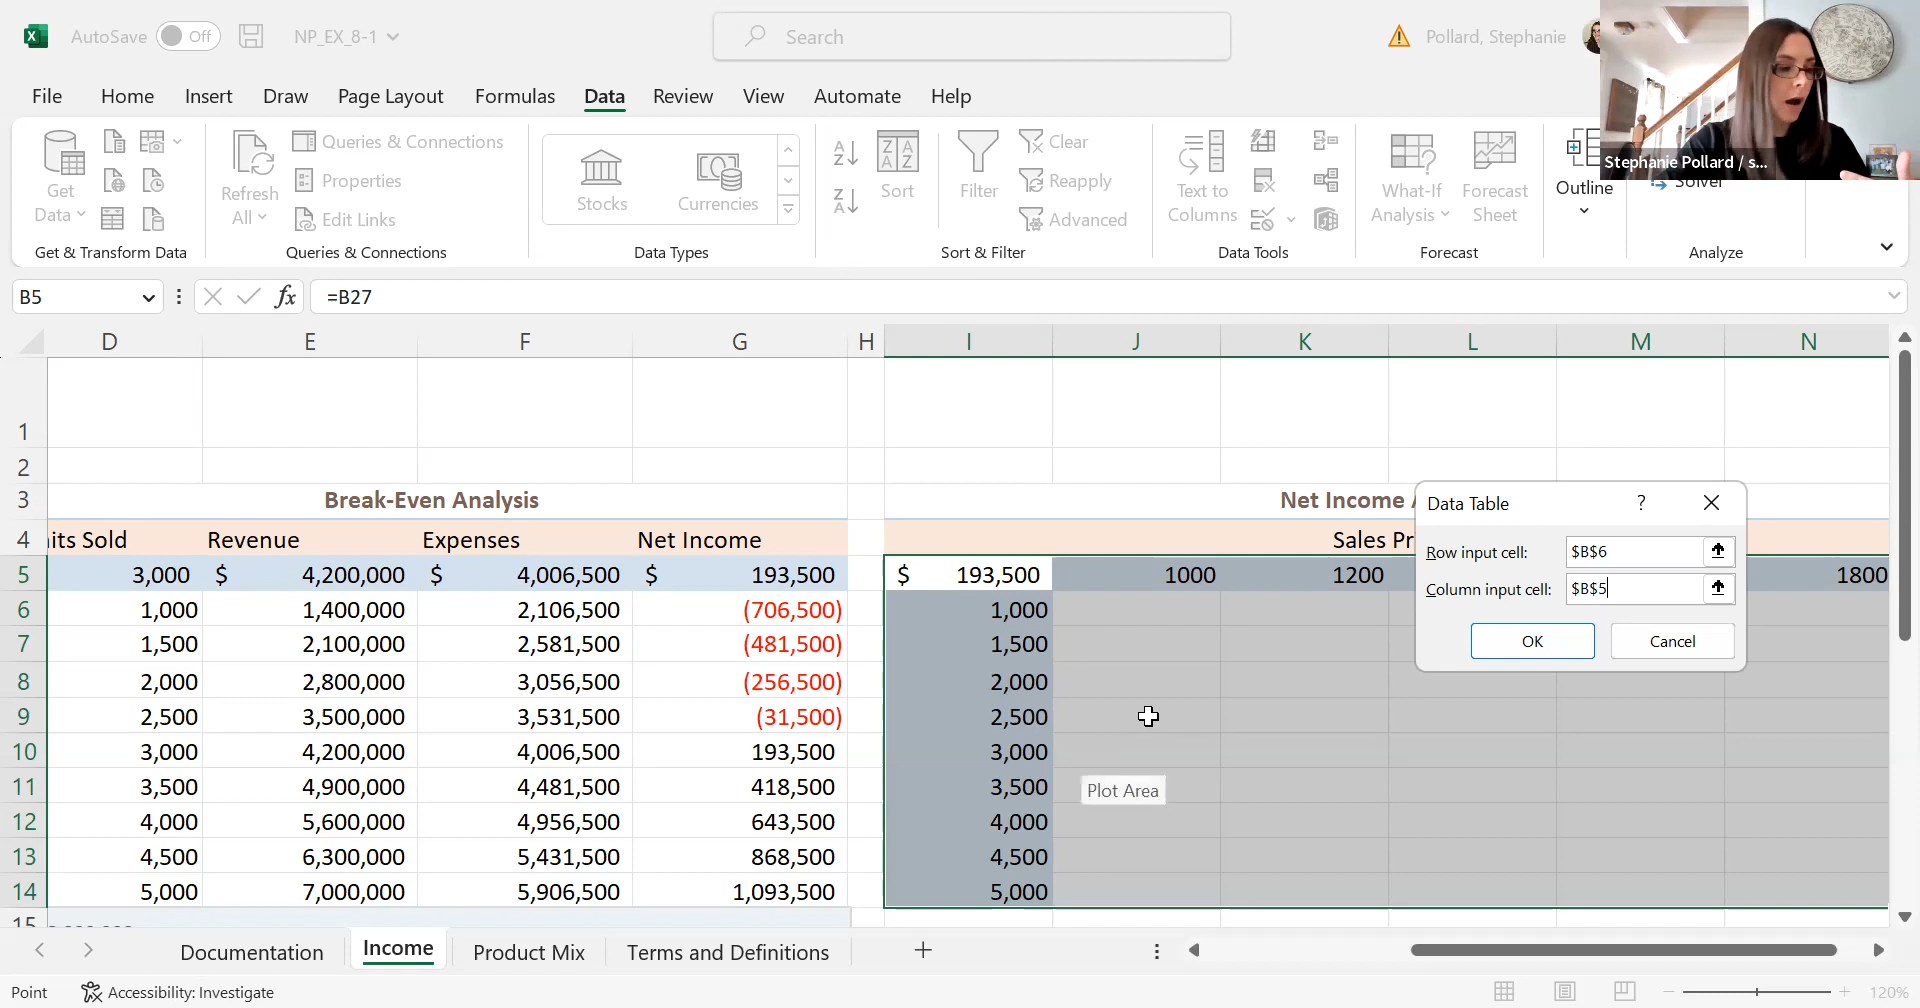 AutoSave Off NP_EX_8-1 Search Pollard, Stephanie
File Home Insert Draw Page Layout Formulas Data Review View Automate Help
Stephanie Pollard / s...
Get Data
Refresh All
Queries & Connections
Properties
Edit Links
Stocks
Currencies
A Z
Z A
Z A A Z
Sort
Filter
Clear
Reapply
Advanced
Text to Columns
What-If Analysis
Forecast Sheet
Outline
Solver
Get & Transform Data Queries & Connections Data Types Sort & Filter Data Tools Forecast Analyze
B5 fx =B27
D E F G H I J K L M N
1
2
3 Break-Even Analysis Net Income
4 its Sold Revenue Expenses Net Income Sales Pr
5 3,000 $ 4,200,000 $ 4,006,500 $ 193,500 $ 193,500 1000 1200 1800
6 1,000 1,400,000 2,106,500 (706,500) 1,000
7 1,500 2,100,000 2,581,500 (481,500) 1,500
8 2,000 2,800,000 3,056,500 (256,500) 2,000
9 2,500 3,500,000 3,531,500 (31,500) 2,500
10 3,000 4,200,000 4,006,500 193,500 3,000
11 3,500 4,900,000 4,481,500 418,500 3,500
12 4,000 5,600,000 4,956,500 643,500 4,000
13 4,500 6,300,000 5,431,500 868,500 4,500
14 5,000 7,000,000 5,906,500 1,093,500 5,000
15
Data Table ?
Row input cell: $B$6
Column input cell: $B$5
OK Cancel
Plot Area
Documentation Income Product Mix Terms and Definitions
Point Accessibility: Investigate 120%